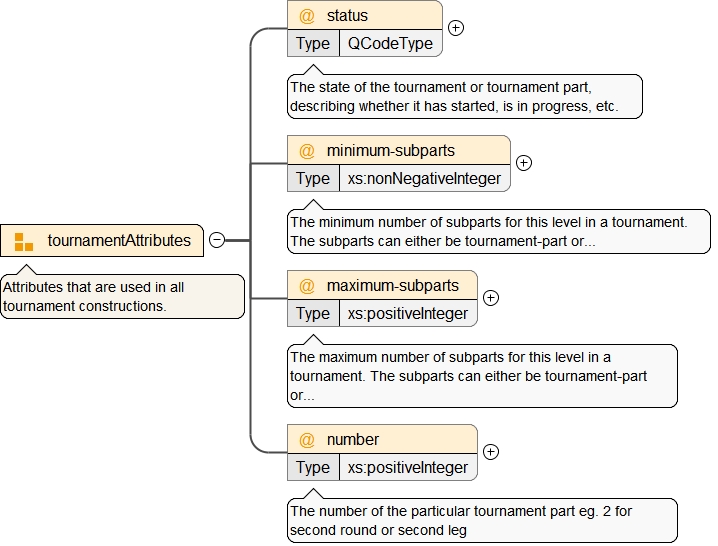 @ status
Type QCodeType
The state of the tournament or tournament part,
describing whether it has started, is in progress, etc.
@ minimum-subparts
Type xs:nonNegativeInteger
The minimum number of subparts for this level in a tournament.
The subparts can either be tournament-part or...
tournamentAttributes
Attributes that are used in all
tournament constructions.
@ maximum-subparts
Type xs:positiveInteger
The maximum number of subparts for this level in a
tournament. The subparts can either be tournament-part
or...
@ number
Type xs:positiveInteger
The number of the particular tournament part eg. 2 for
second round or second leg